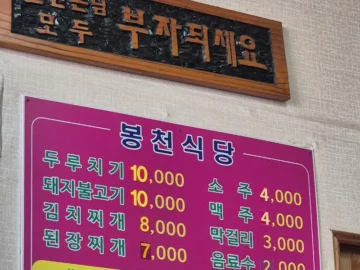 모두 부자되세요
봉천식당
두루치기 10,000
돼지불고기 10,000
김치찌개 8,000
된장찌개 7,000
소주 4,000
맥주 4,000
막걸리 3,000
음료수 2,000